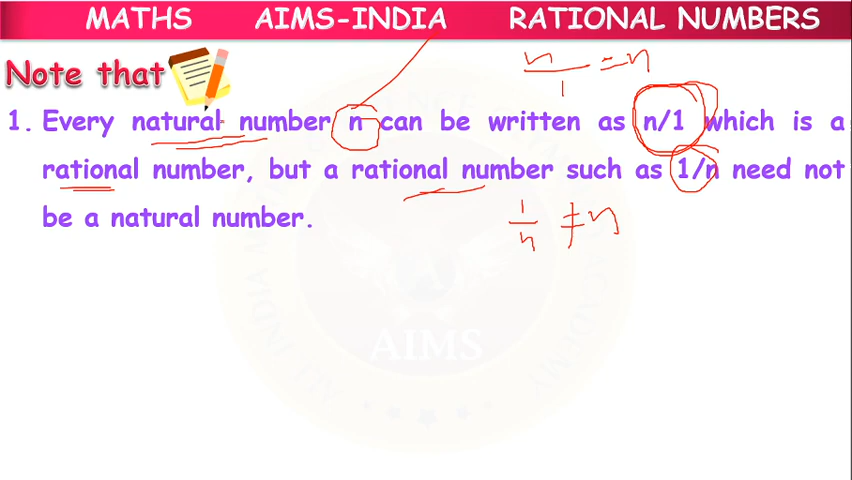 MATHS AIMS-INDIA RATIONAL NUMBERS
Note that
n/1 = n
1. Every natural number n can be written as n/1 which is a
rational number, but a rational number such as 1/n need not
be a natural number.
1/n ≠ n
AIMS